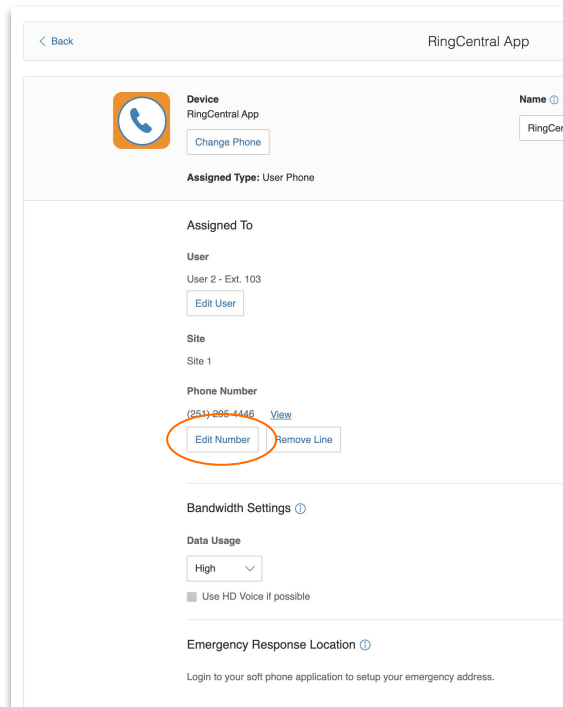 Back
RingCentral App
Device
RingCentral App
Change Phone
Assigned Type: User Phone
Name
RingCer
Assigned To
User
User 2 - Ext. 103
Edit User
Site
Site 1
Phone Number
(251) 295-4446 View
Edit Number Remove Line
Bandwidth Settings
Data Usage
High
Use HD Voice if possible
Emergency Response Location
Login to your soft phone application to setup your emergency address.